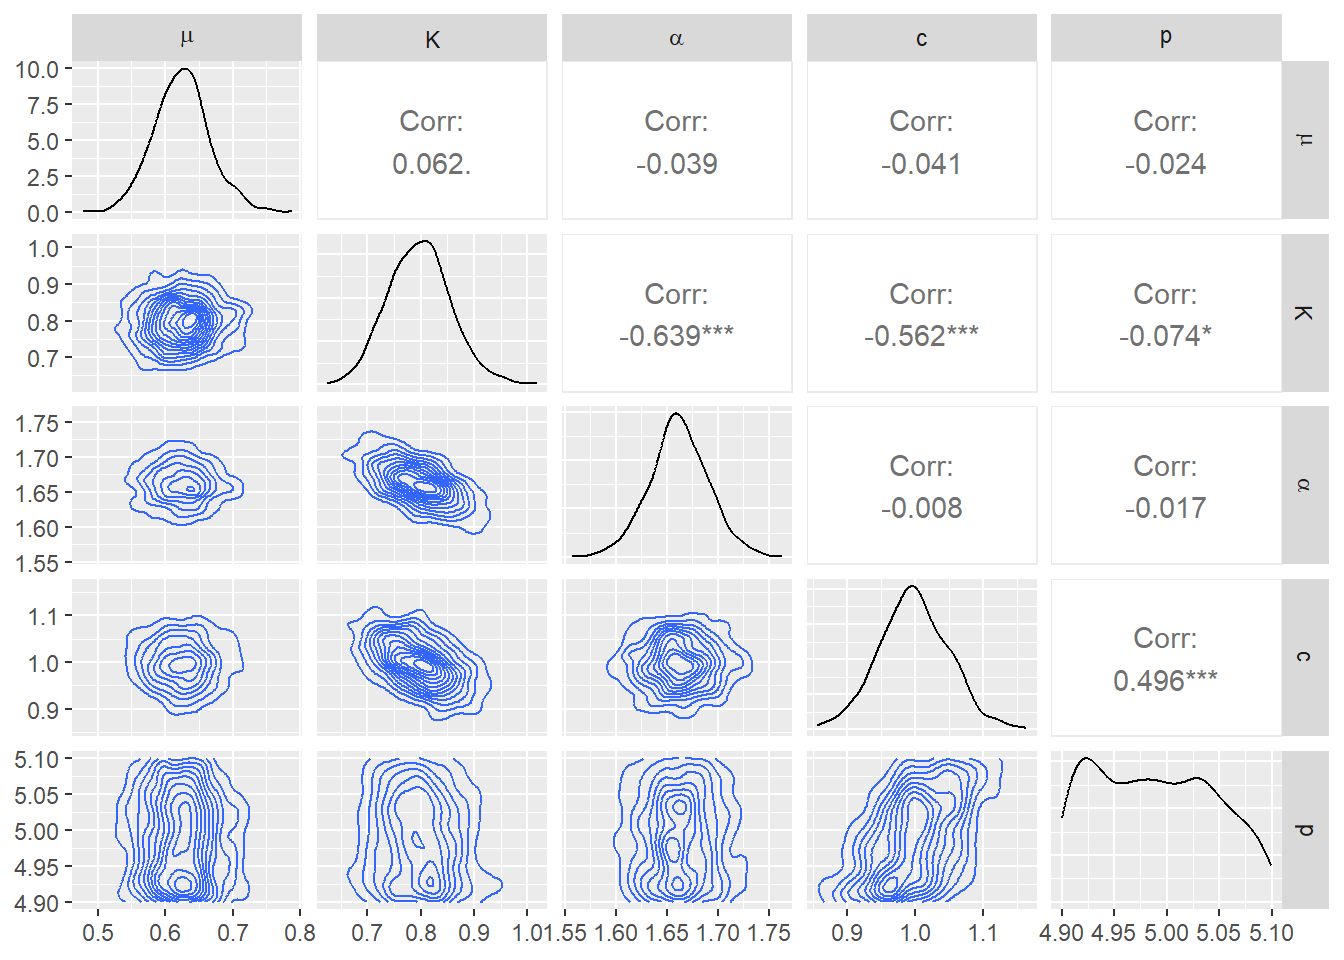 μ K α c p
10.0
7.5
5.0
2.5
0.0
Corr:
0.062.
Corr:
-0.039
Corr:
-0.041
Corr:
-0.024
μ
1.0
0.9
0.8
0.7
Corr:
-0.639***
Corr:
-0.562***
Corr:
-0.074*
K
1.75
1.70
1.65
1.60
1.55
Corr:
-0.008
Corr:
-0.017
α
1.1
1.0
0.9
Corr:
0.496***
c
5.10
5.05
5.00
4.95
4.90
p
0.5 0.6 0.7 0.8 0.7 0.8 0.9 1.0 1.55 1.60 1.65 1.70 1.75 0.9 1.0 1.1 4.90 4.95 5.00 5.05 5.10